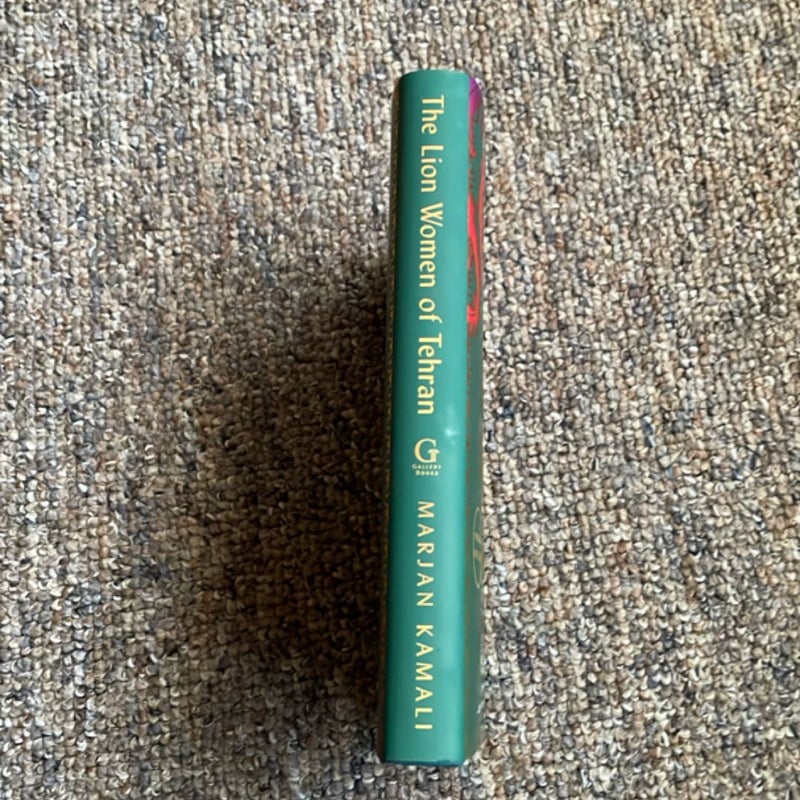 The Lion Women of Tehran
G
GALLERY
BOOKS
MARJAN KAMALI